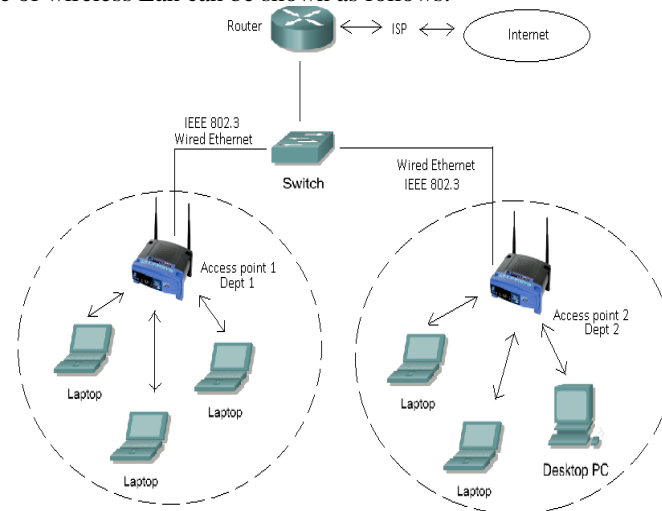 e of wireless Lan can be shown as follows:
Router
ISP
Internet
IEEE 802.3
Wired Ethernet
Switch
Wired Ethernet
IEEE 802.3
Access point 1
Dept 1
Access point 2
Dept 2
Laptop
Laptop
Laptop
Laptop
Laptop
Desktop PC